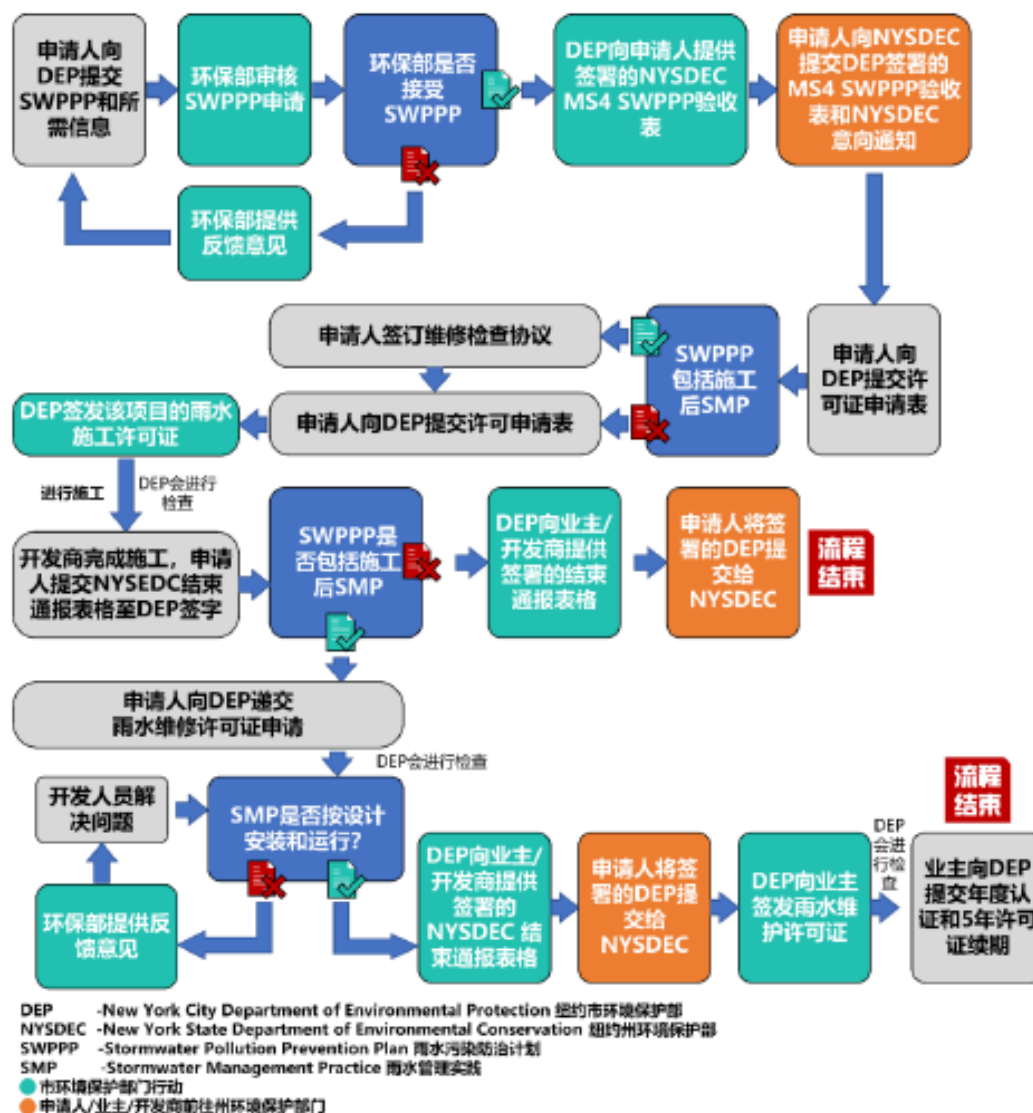 申请人向
DEP提交
SWPPP和所
需信息
环保部审核
SWPPP申请
环保部是否
接受
SWPPP
DEP向申请人提供
签署的NYSDEC
MS4 SWPPP验收
表
申请人向NYSDEC
提交DEP签署的
MS4 SWPPP验收
表和NYSDEC
意向通知
环保部提供
反馈意见
申请人向
DEP提交许
可证申请表
SWPPP
包括施工
后SMP
申请人签订维修检查协议
申请人向DEP提交许可申请表
DEP签发该项目的雨水
施工许可证
进行施工
DEP会进行
检查
开发商完成施工，申请
人提交NYSEDC结束
通报表格至DEP签字
SWPPP是
否包括施工
后SMP
DEP向业主/
开发商提供
签署的结束
通报表格
申请人将签
署的DEP提
交给
NYSDEC
流程
结束
申请人向DEP递交
雨水维修许可证申请
DEP会进行检查
开发人员解
决问题
SMP是否按设计
安装和运行？
环保部提供反
馈意见
DEP向业主/
开发商提供
签署的
NYSDEC 结
束通报表格
申请人将签
署的DEP提
交给
NYSDEC
DEP向业主
签发雨水维
护许可证
DEP
会进
行检
查
流程
结束
业主向DEP
提交年度认
证和5年许可
证续期
DEP -New York City Department of Environmental Protection 纽约市环境保护部
NYSDEC -New York State Department of Environmental Conservation 纽约州环境保护部
SWPPP -Stormwater Pollution Prevention Plan 雨水污染防治计划
SMP -Stormwater Management Practice 雨水管理实践
市环境保护部门行动
申请人/业主/开发商前往州环境保护部门